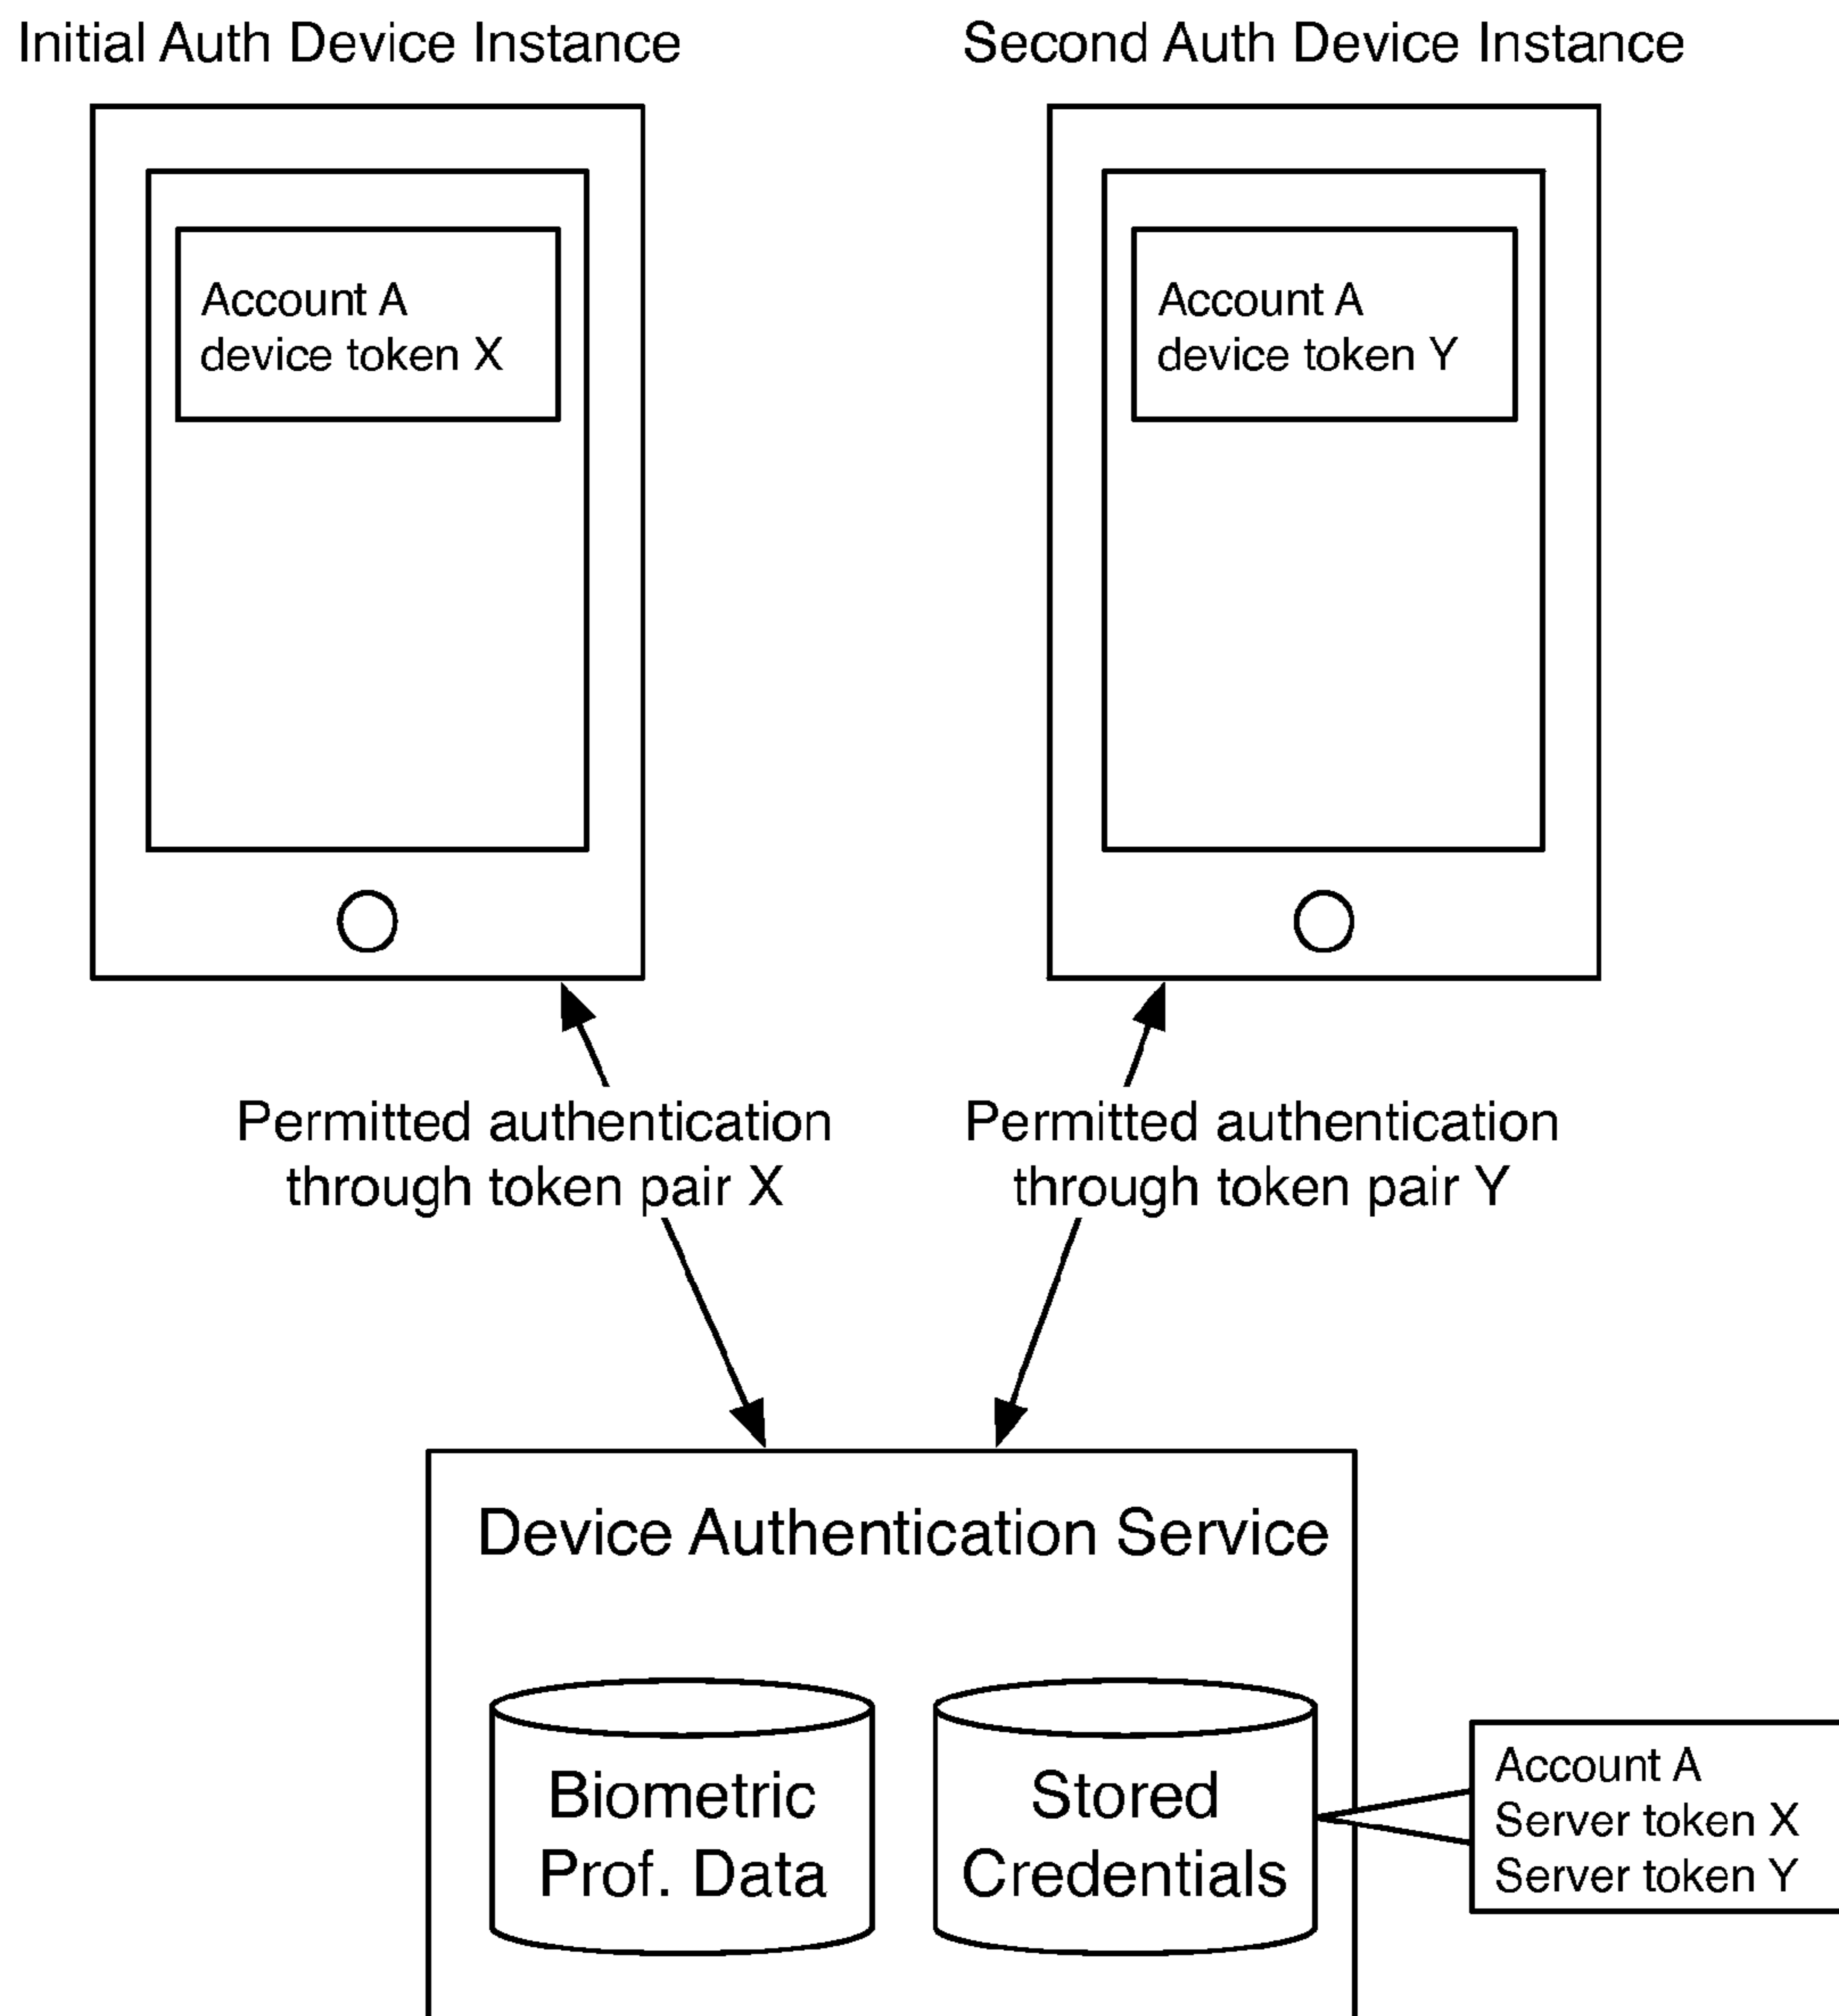 Initial Auth Device Instance
Second Auth Device Instance
Account A
device token X
Account A
device token Y
Permitted authentication
through token pair X
Permitted authentication
through token pair Y
Device Authentication Service
Biometric
Prof. Data
Stored
Credentials
Account A
Server token X
Server token Y